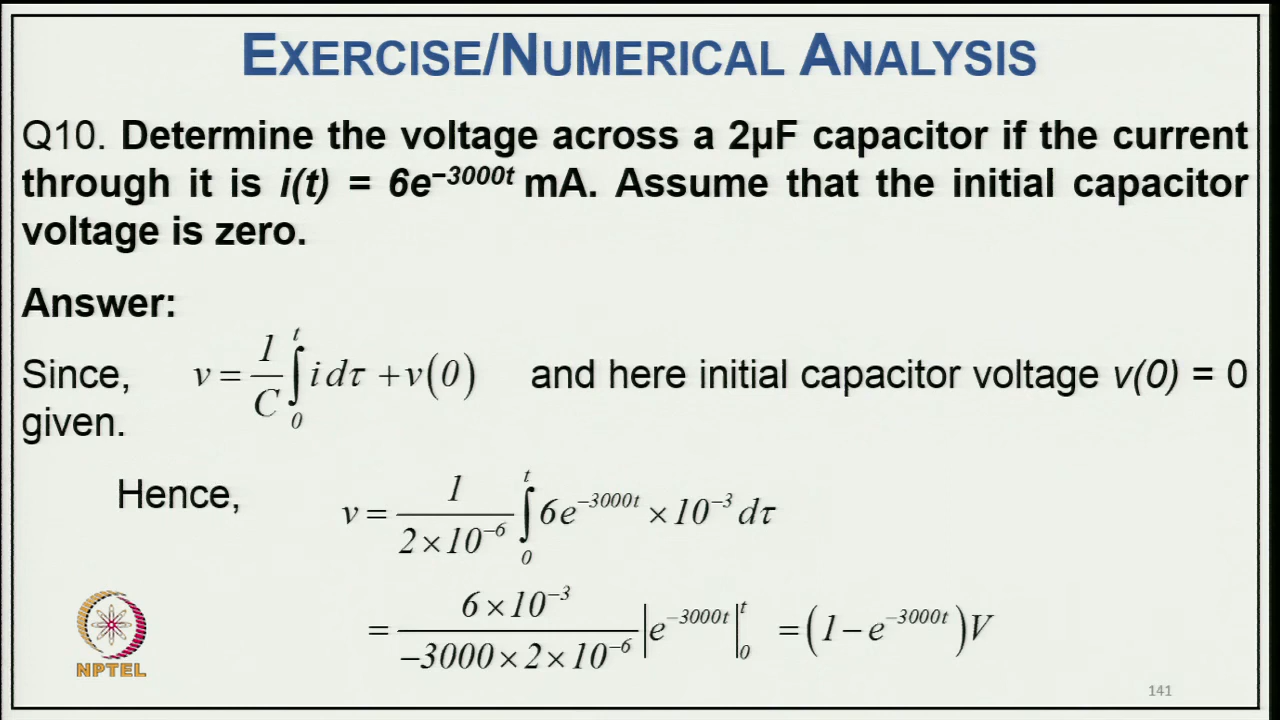 EXERCISE/NUMERICAL ANALYSIS
Q10. Determine the voltage across a 2µF capacitor if the current
through it is i(t) = 6e⁻³⁰⁰⁰ᵗ mA. Assume that the initial capacitor
voltage is zero.
Answer:
Since, v = 1/C ∫₀ᵗ i dτ + v(0) and here initial capacitor voltage v(0) = 0
given.
Hence, v = 1/(2×10⁻⁶) ∫₀ᵗ 6e⁻³⁰⁰⁰ᵗ × 10⁻³ dτ
= (6×10⁻³)/(−3000×2×10⁻⁶) |e⁻³⁰⁰⁰ᵗ|₀ᵗ = (1 − e⁻³⁰⁰⁰ᵗ)V
NPTEL
141